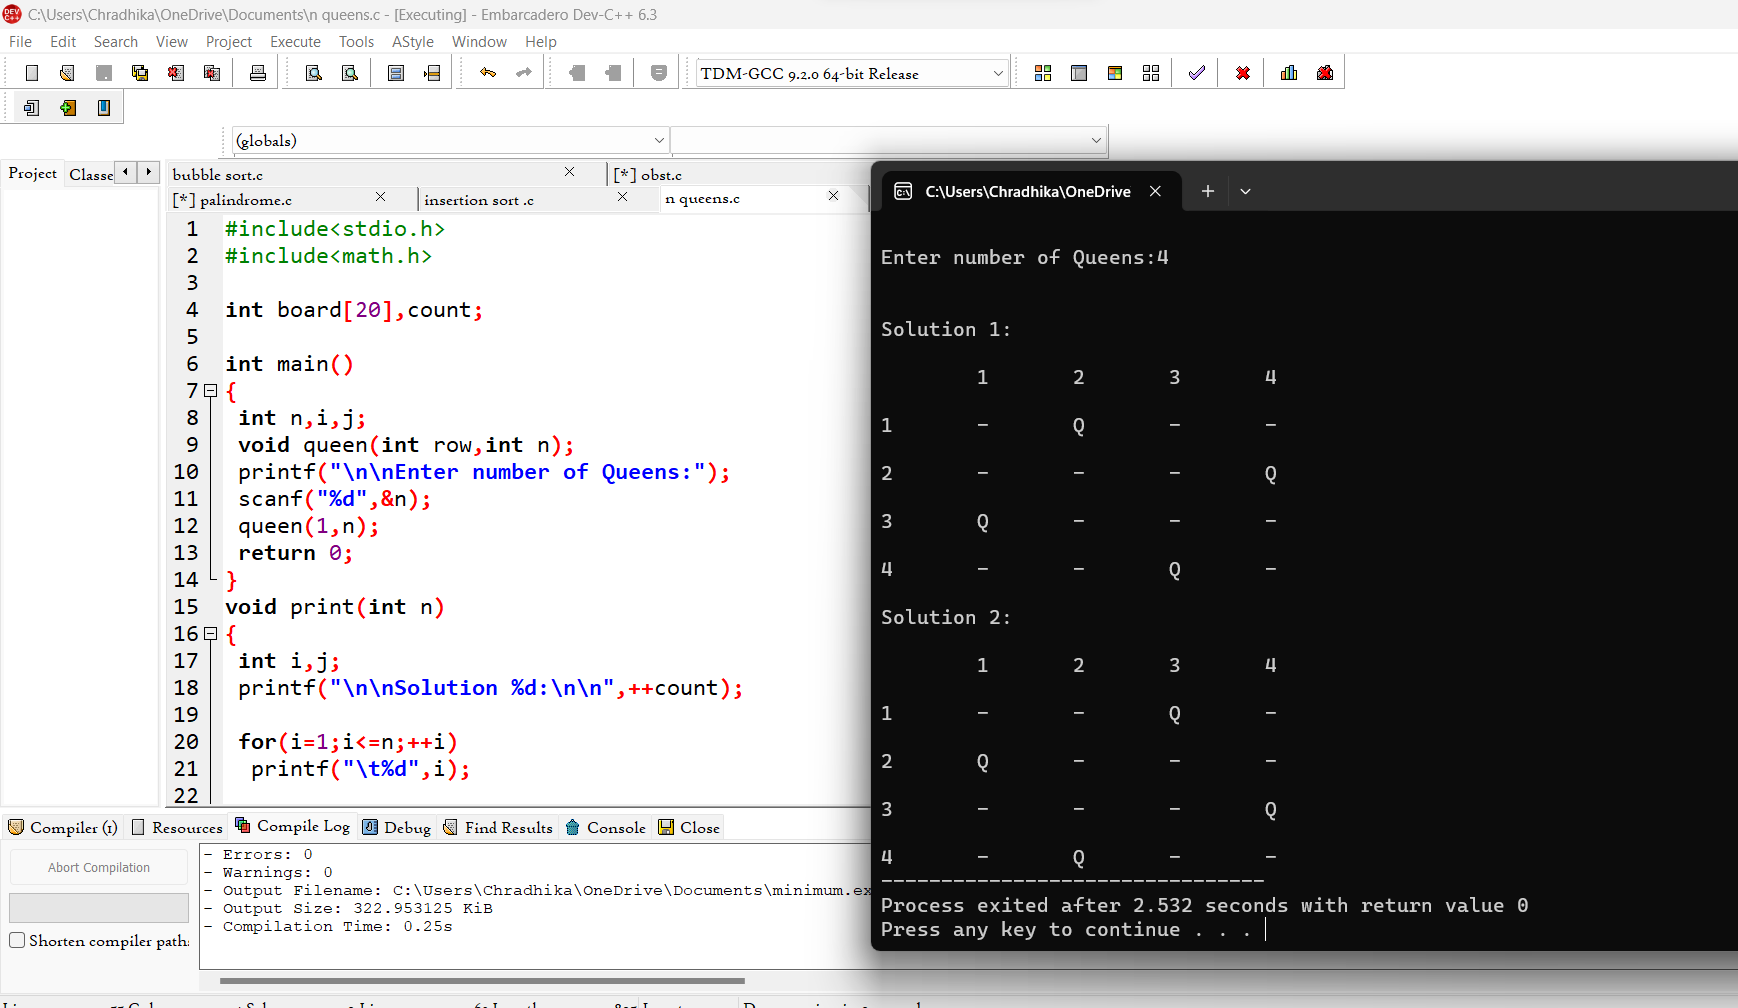 C:\Users\Chradhika\OneDrive\Documents\n queens.c - [Executing] - Embarcadero Dev-C++ 6.3
File Edit Search View Project Execute Tools AStyle Window Help
TDM-GCC 9.2.0 64-bit Release
(globals)
Project Classe
bubble sort.c [*] obst.c
[*] palindrome.c insertion sort .c n queens.c
1 #include<stdio.h>
2 #include<math.h>
3
4 int board[20],count;
5
6 int main()
7 {
8 int n,i,j;
9 void queen(int row,int n);
10 printf("\n\nEnter number of Queens:");
11 scanf("%d",&n);
12 queen(1,n);
13 return 0;
14 }
15 void print(int n)
16 {
17 int i,j;
18 printf("\n\nSolution %d:\n\n",++count);
19
20 for(i=1;i<=n;++i)
21 printf("\t%d",i);
22
C:\Users\Chradhika\OneDrive
Enter number of Queens:4
Solution 1:
1 2 3 4
1 - Q - -
2 - - - Q
3 Q - - -
4 - - Q -
Solution 2:
1 2 3 4
1 - - Q -
2 Q - - -
3 - - - Q
4 - Q - -
--------------------------------
Process exited after 2.532 seconds with return value 0
Press any key to continue . . .
Compiler (1) Resources Compile Log Debug Find Results Console Close
Abort Compilation
Shorten compiler path
- Errors: 0
- Warnings: 0
- Output Filename: C:\Users\Chradhika\OneDrive\Documents\minimum.ex
- Output Size: 322.953125 KiB
- Compilation Time: 0.25s